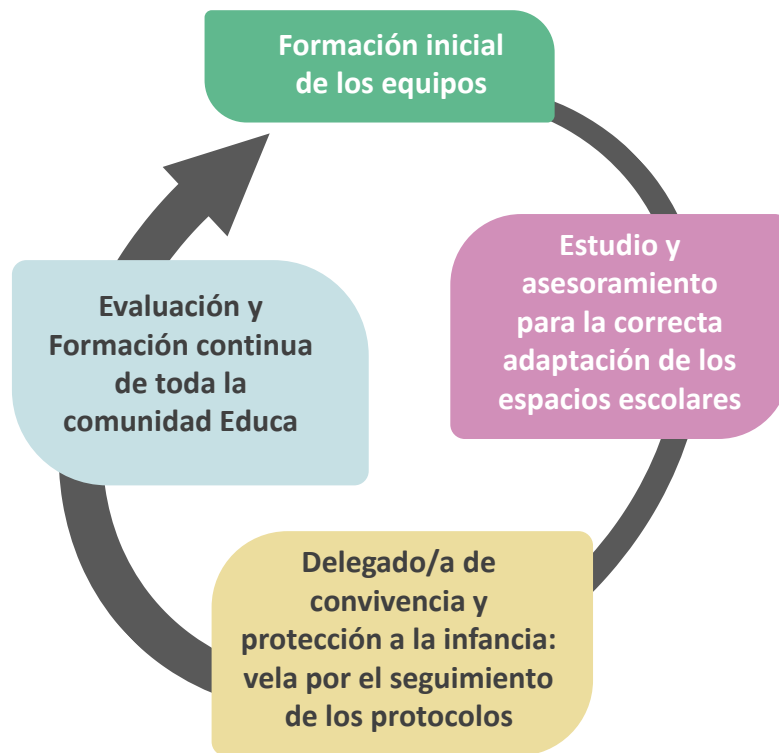 Formación inicial
de los equipos
Estudio y
asesoramiento
para la correcta
adaptación de los
espacios escolares
Delegado/a de
convivencia y
protección a la infancia:
vela por el seguimiento
de los protocolos
Evaluación y
Formación continua
de toda la
comunidad Educa